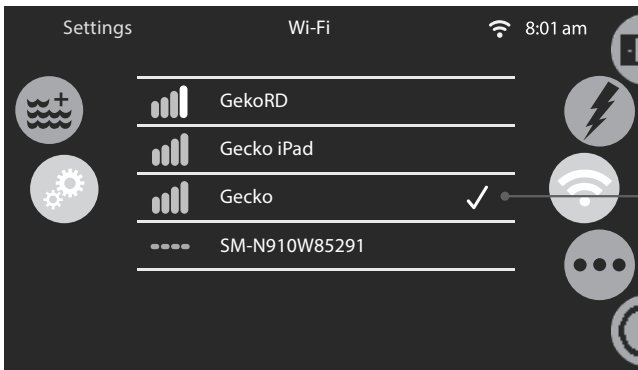 Settings Wi-Fi 8:01 am
GekoRD
Gecko iPad
Gecko
SM-N910W85291